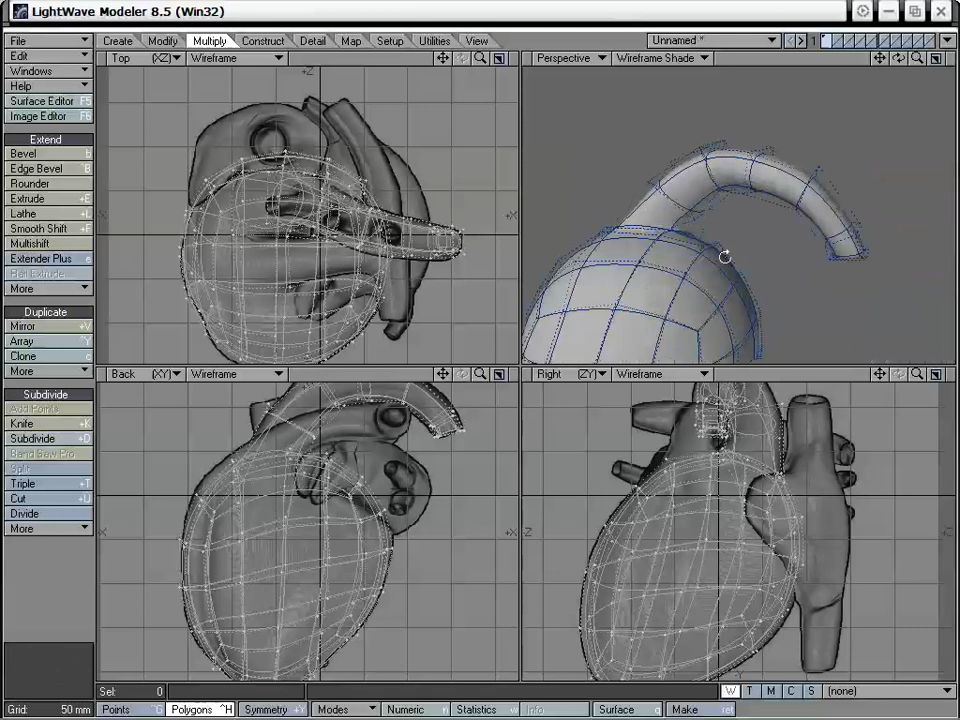 LightWave Modeler 8.5 (Win32)
File Create Modify Multiply Construct Detail Map Setup Utilities View Unnamed * 1
Edit
Windows
Help
Surface Editor F5
Image Editor F6
Extend
Bevel b
Edge Bevel
Rounder
Extrude +E
Lathe +L
Smooth Shift +F
Multishift
Extender Plus e
Rail Extrude
More
Duplicate
Mirror +V
Array ^Y
Clone c
More
Subdivide
Add Points
Knife +K
Subdivide +D
Band Saw Pro
Split
Triple +T
Cut +U
Divide
More
Top (XZ) Wireframe
+Z
X
+X
Perspective Wireframe Shade
Back (XY) Wireframe
X
+X
Right (ZY) Wireframe
Z
Sel: 0
W T M C S (none)
Grid: 50 mm Points ^G Polygons ^H Symmetry +Y Modes Numeric n Statistics w Info i Surface q Make ret